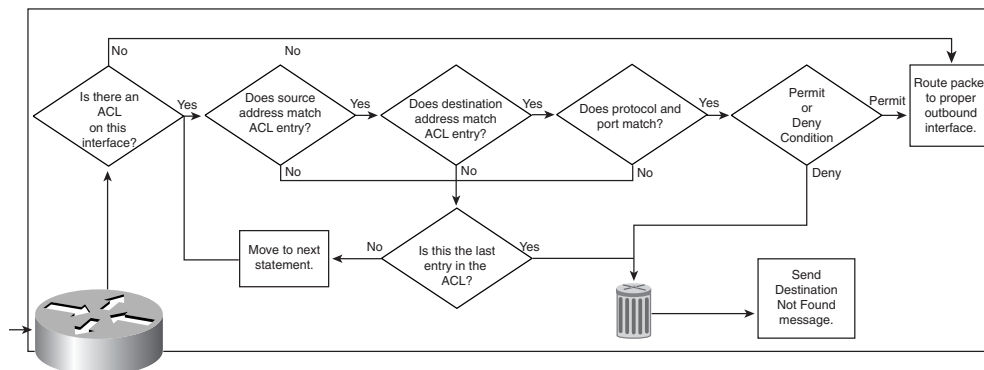 No
No
Is there an
ACL
on this
interface?
Yes
Does source
address match
ACL entry?
Yes
Does destination
address match
ACL entry?
Yes
Does protocol and
port match?
Yes
Permit
or
Deny
Condition
Permit
Route packet
to proper
outbound
interface.
No
No
No
Deny
Move to next
statement.
No
Is this the last
entry in the
ACL?
Yes
Send
Destination
Not Found
message.